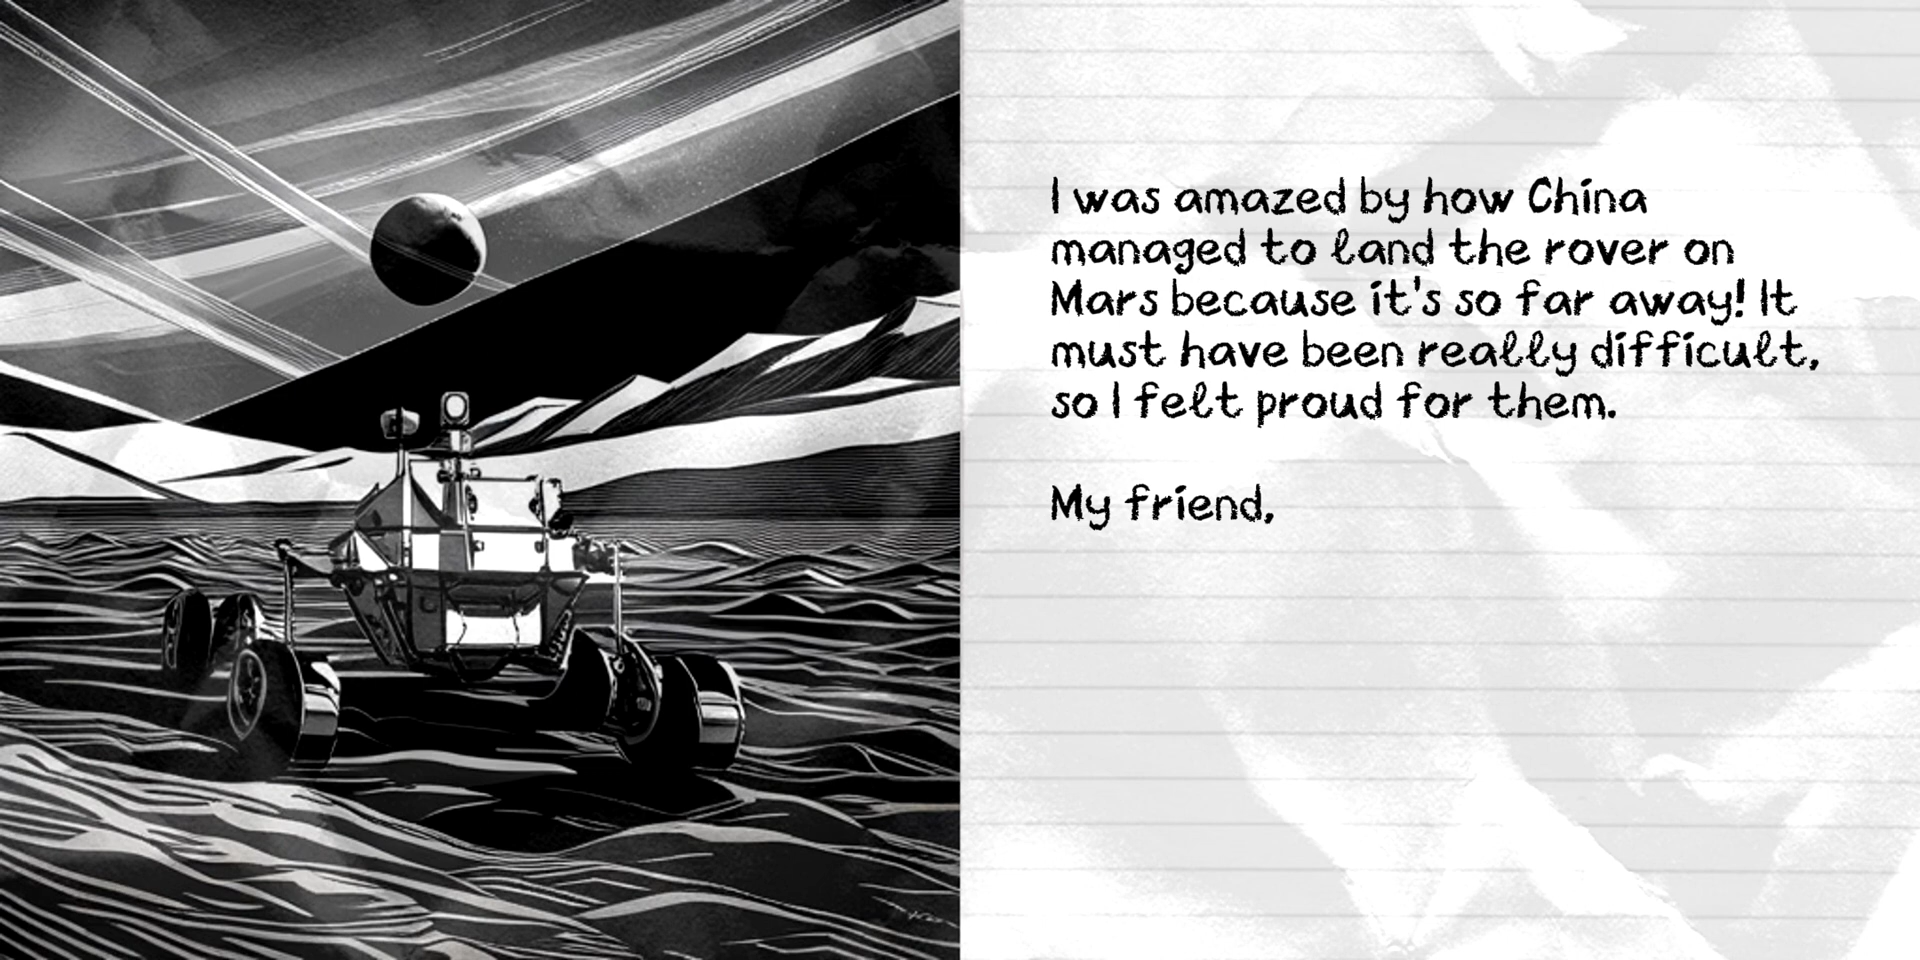 I was amazed by how China
managed to land the rover on
Mars because it's so far away! It
must have been really difficult,
so I felt proud for them.
My friend,